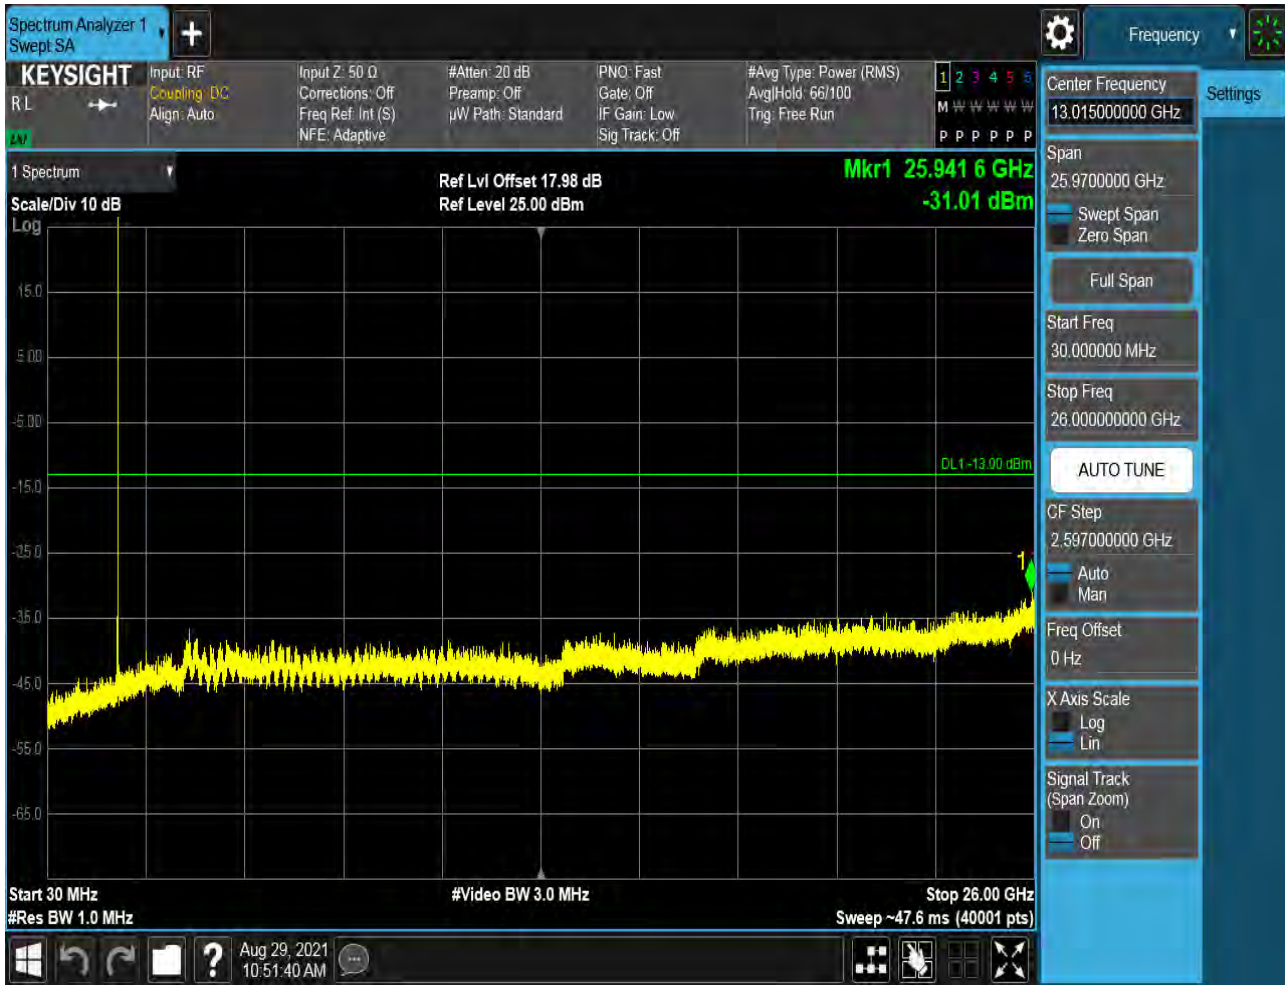 Spectrum Analyzer 1
Swept SA
Frequency
KEYSIGHT
R L
Input: RF
Coupling: DC
Align: Auto
Input Z: 50 Ω
Corrections: Off
Freq Ref: Int (S)
NFE: Adaptive
#Atten: 20 dB
Preamp: Off
µW Path: Standard
PNO: Fast
Gate: Off
IF Gain: Low
Sig Track: Off
#Avg Type: Power (RMS)
Avg|Hold: 66/100
Trig: Free Run
1 2 3 4 5 6
M W W W W W
P P P P P P
1 Spectrum
Scale/Div 10 dB
Log
Ref Lvl Offset 17.98 dB
Ref Level 25.00 dBm
Mkr1 25.941 6 GHz
-31.01 dBm
15.0
5.00
-5.00
-15.0
-25.0
-35.0
-45.0
-55.0
-65.0
DL1 -13.00 dBm
1
Start 30 MHz
#Res BW 1.0 MHz
#Video BW 3.0 MHz
Stop 26.00 GHz
Sweep ~47.6 ms (40001 pts)
Center Frequency
13.015000000 GHz
Settings
Span
25.9700000 GHz
Swept Span
Zero Span
Full Span
Start Freq
30.000000 MHz
Stop Freq
26.000000000 GHz
AUTO TUNE
CF Step
2.597000000 GHz
Auto
Man
Freq Offset
0 Hz
X Axis Scale
Log
Lin
Signal Track
(Span Zoom)
On
Off
?
Aug 29, 2021
10:51:40 AM